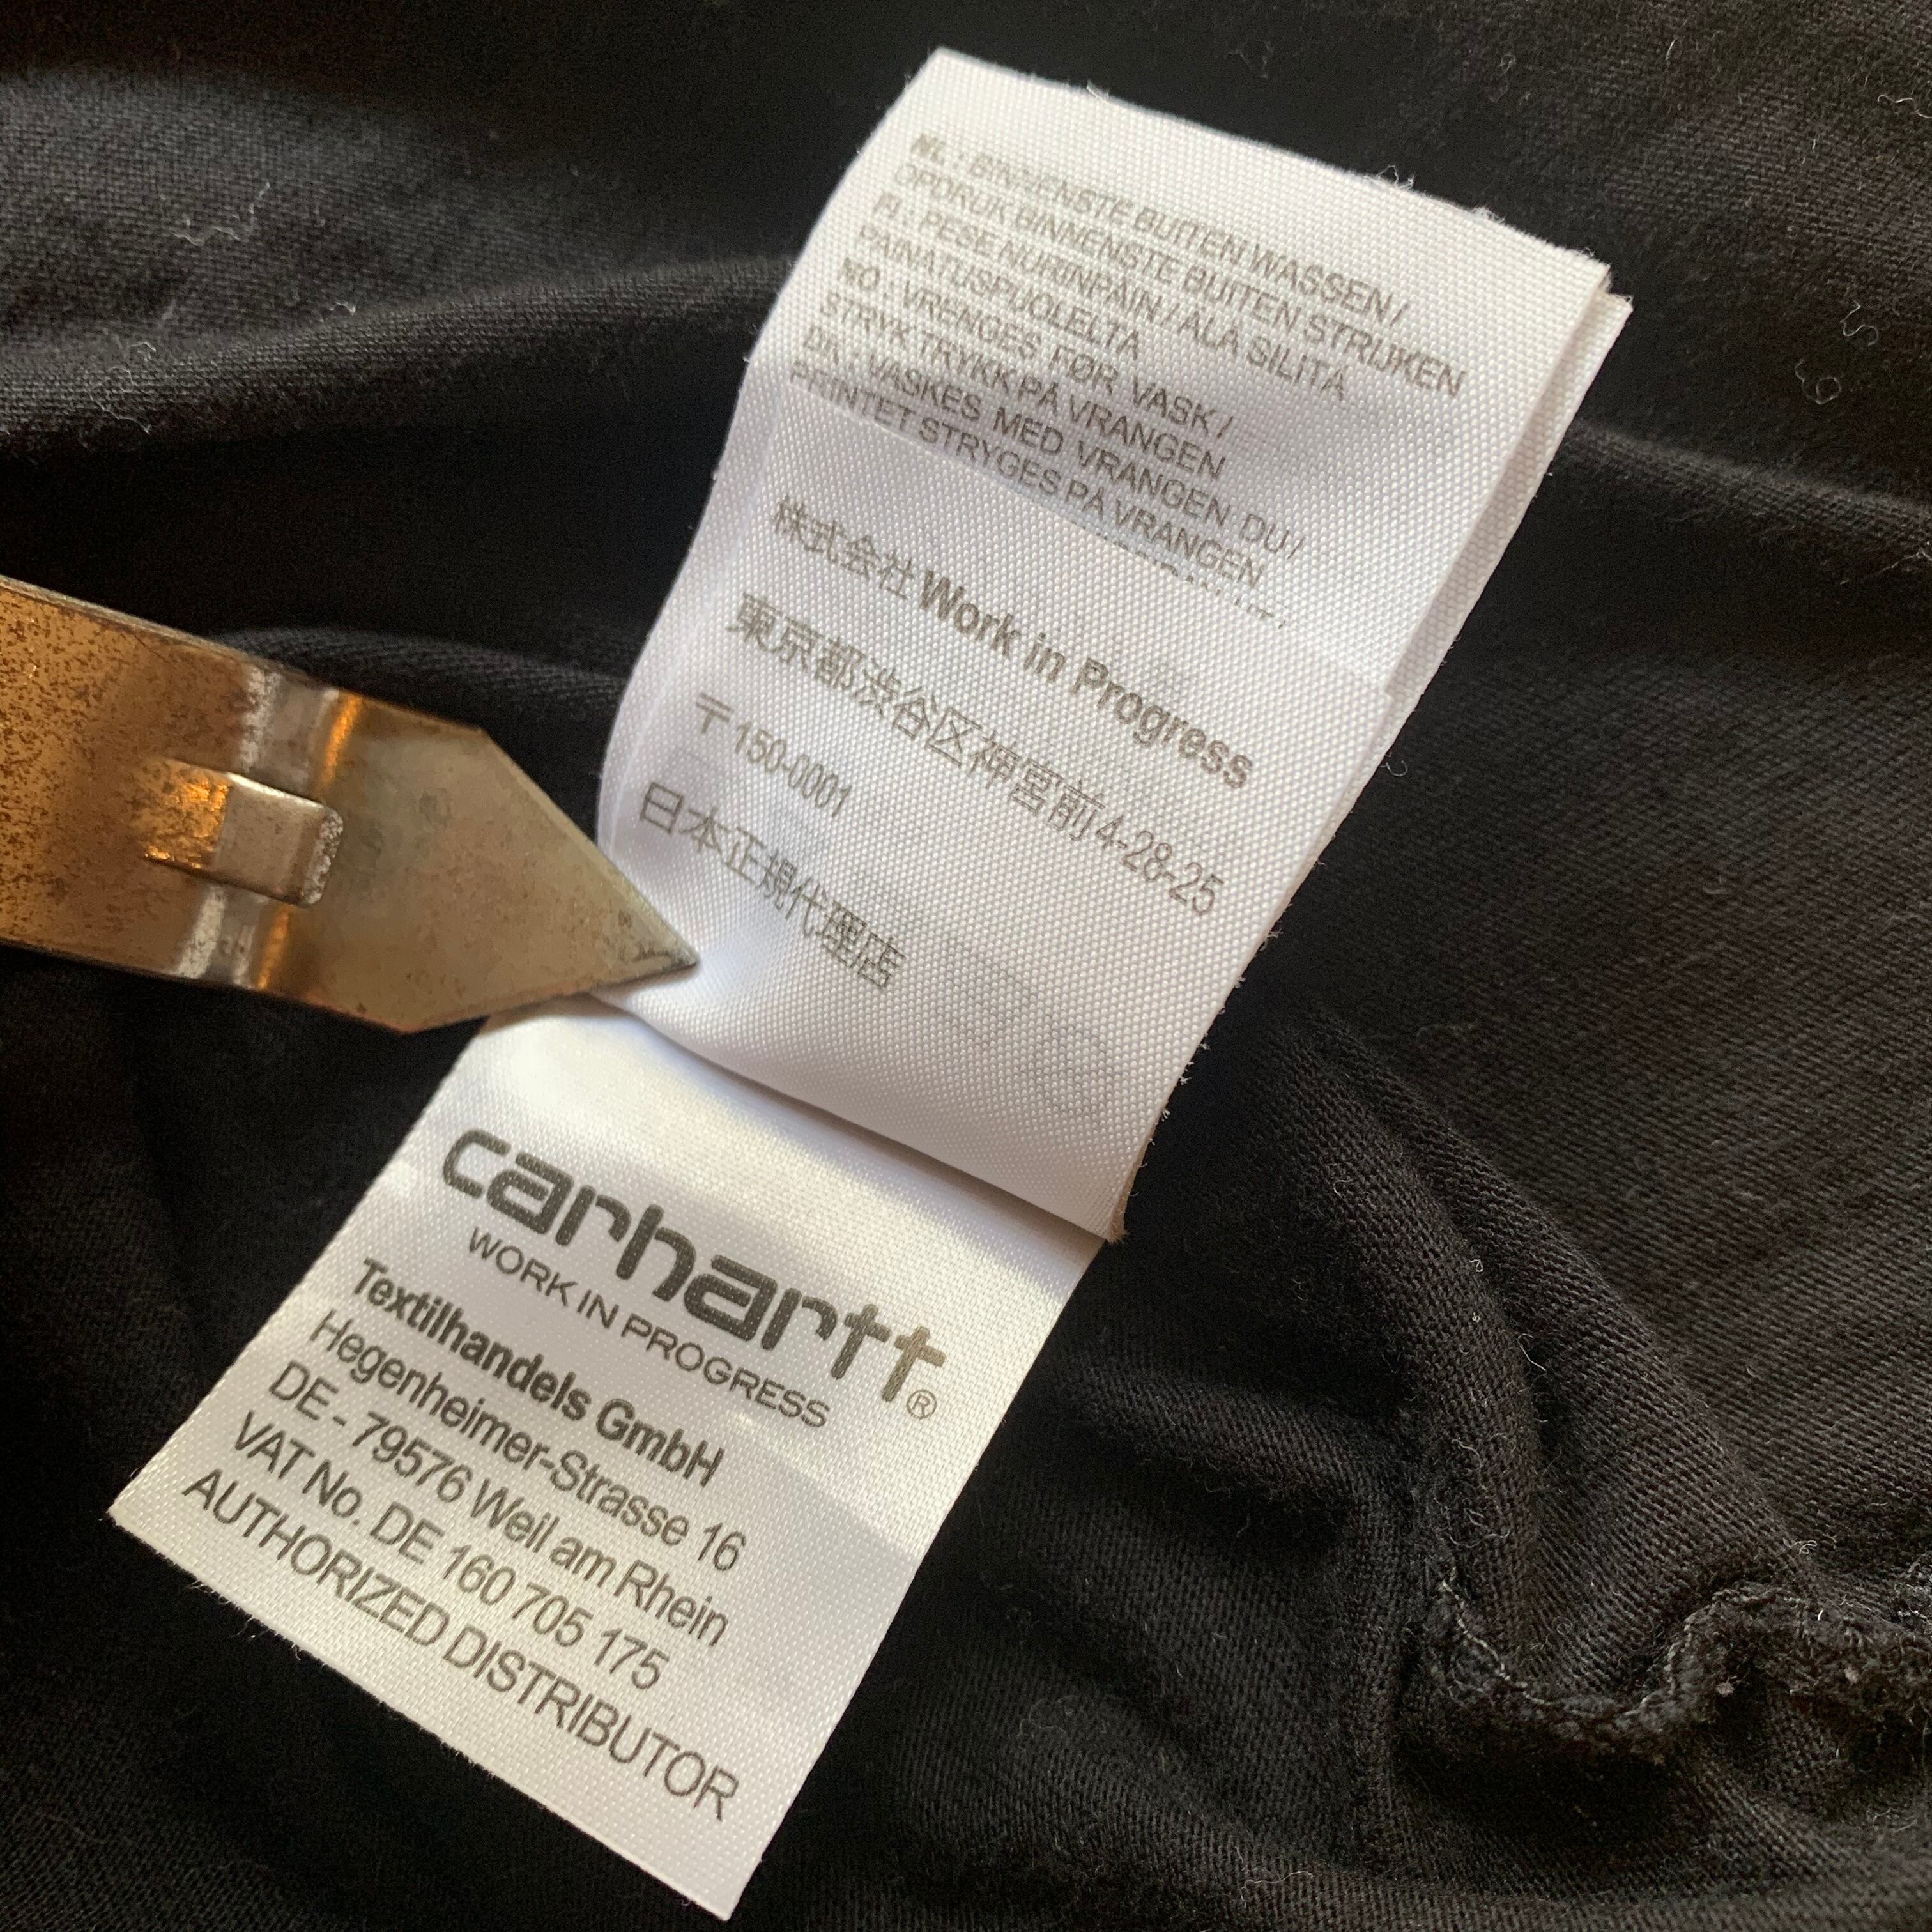 NL : BINNENSTE BUITEN WASSEN /
OPDRUK BINNENSTE BUITEN STRIJKEN
FI : PESE NURINPÄIN / ÄLÄ SILITÄ
PAINATUSPUOLELTA
NO : VRENGES FØR VASK /
STRYK TRYKK PÅ VRANGEN
DK : VASKES MED VRANGEN DU /
PRINTET STRYGES PÅ VRANGEN
株式会社 Work in Progress
東京都渋谷区神宮前4-28-25
〒150-0001
日本正規代理店
carhartt®
WORK IN PROGRESS
Textilhandels GmbH
Hegenheimer-Strasse 16
DE - 79576 Weil am Rhein
VAT No. DE 160 705 175
AUTHORIZED DISTRIBUTOR